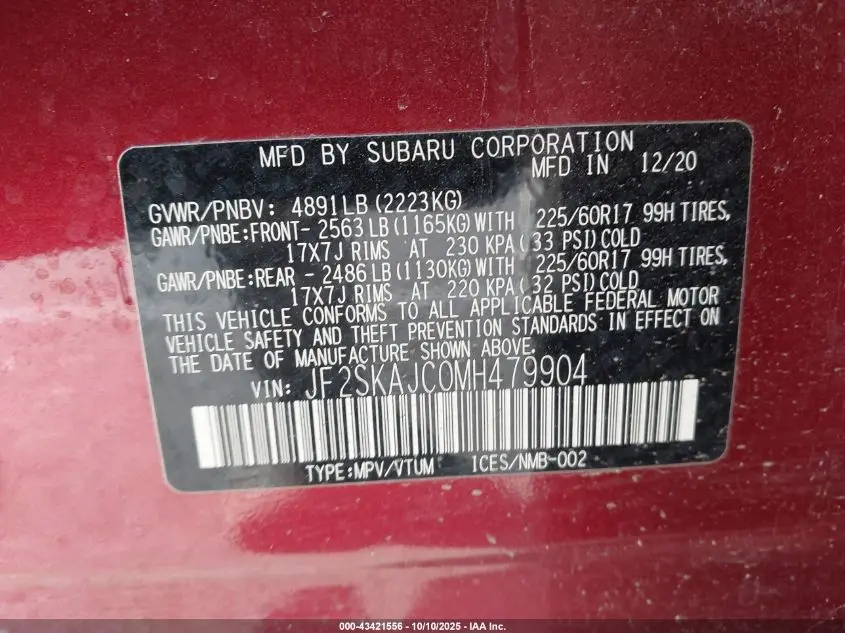 MFD BY SUBARU CORPORATION
MFD IN 12/20
GVWR/PNBV: 4891LB(2223KG)
GAWR/PNBE:FRONT- 2563LB(1165KG)WITH 225/60R17 99H TIRES,
17X7J RIMS AT 230 KPA(33 PSI)COLD
GAWR/PNBE:REAR - 2486LB(1130KG)WITH 225/60R17 99H TIRES,
17X7J RIMS AT 220 KPA(32 PSI)COLD
THIS VEHICLE CONFORMS TO ALL APPLICABLE FEDERAL MOTOR
VEHICLE SAFETY AND THEFT PREVENTION STANDARDS IN EFFECT ON
THE DATE OF MANUFACTURE SHOWN ABOVE.
VIN: JF2SKAJC0MH479904
TYPE:MPV/VTUM ICES/NMB-002
000-43421556 - 10/10/2025 - IAA Inc.